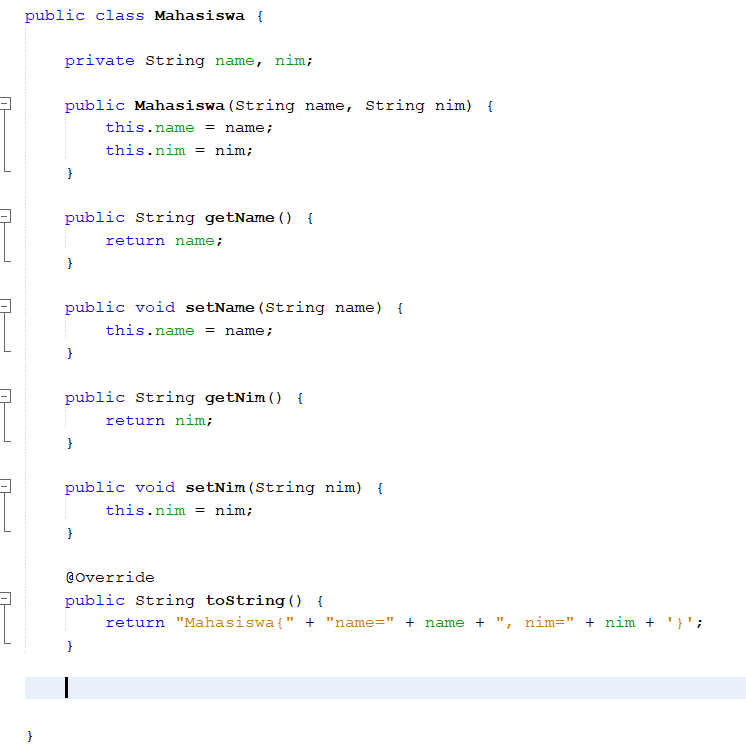 public class Mahasiswa {
private String name, nim;
public Mahasiswa(String name, String nim) {
this.name = name;
this.nim = nim;
}
public String getName() {
return name;
}
public void setName(String name) {
this.name = name;
}
public String getNim() {
return nim;
}
public void setNim(String nim) {
this.nim = nim;
}
@Override
public String toString() {
return "Mahasiswa{" + "name=" + name + ", nim=" + nim + '}';
}
}